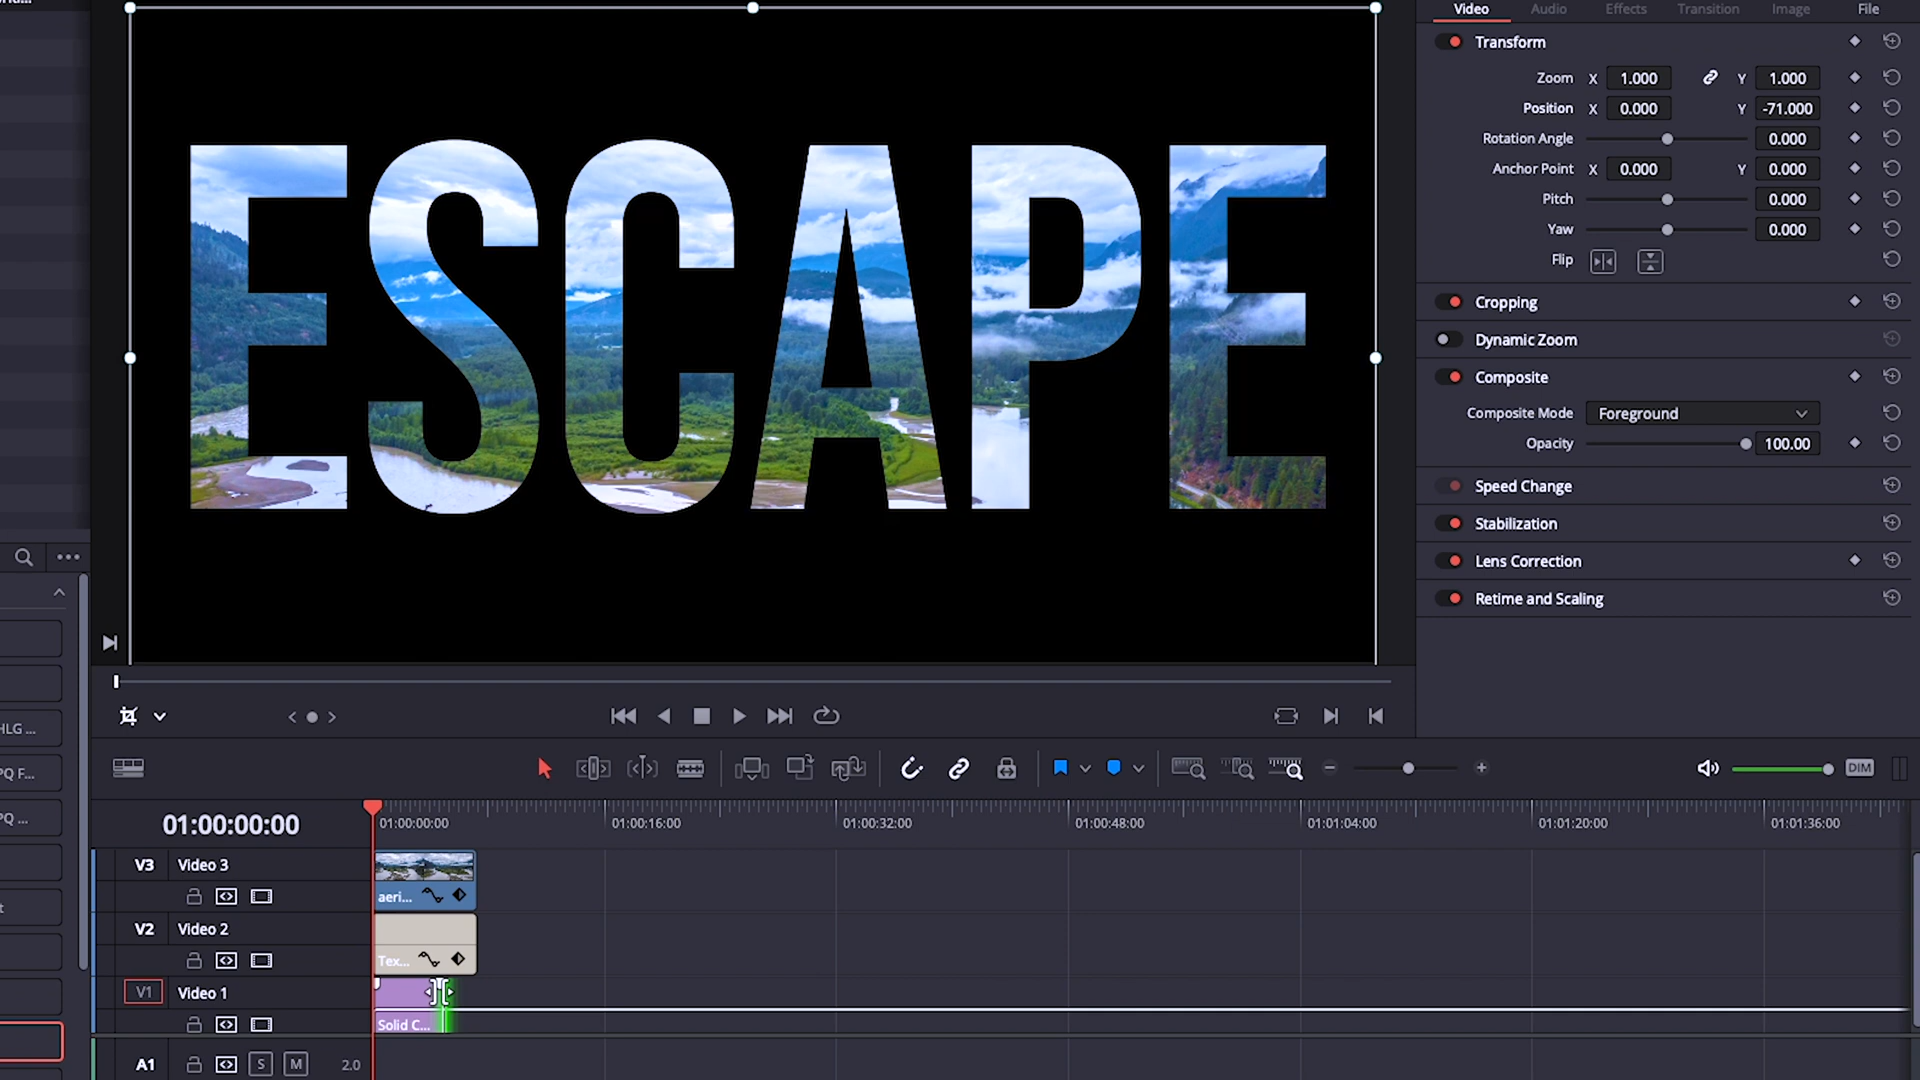 Video Audio Effects Transition Image File
Transform
Zoom X 1.000 Y 1.000
Position X 0.000 Y -71.000
Rotation Angle 0.000
Anchor Point X 0.000 Y 0.000
Pitch 0.000
Yaw 0.000
Flip
Cropping
Dynamic Zoom
Composite
Composite Mode Foreground
Opacity 100.00
Speed Change
Stabilization
Lens Correction
Retime and Scaling
ESCAPE
HLG ...
PQ F...
PQ ...
t
DIM
01:00:00:00
01:00:00:00 01:00:16:00 01:00:32:00 01:00:48:00 01:01:04:00 01:01:20:00 01:01:36:00
V3 Video 3
aeri...
V2 Video 2
Tex...
V1 Video 1
Solid C...
A1 S M 2.0